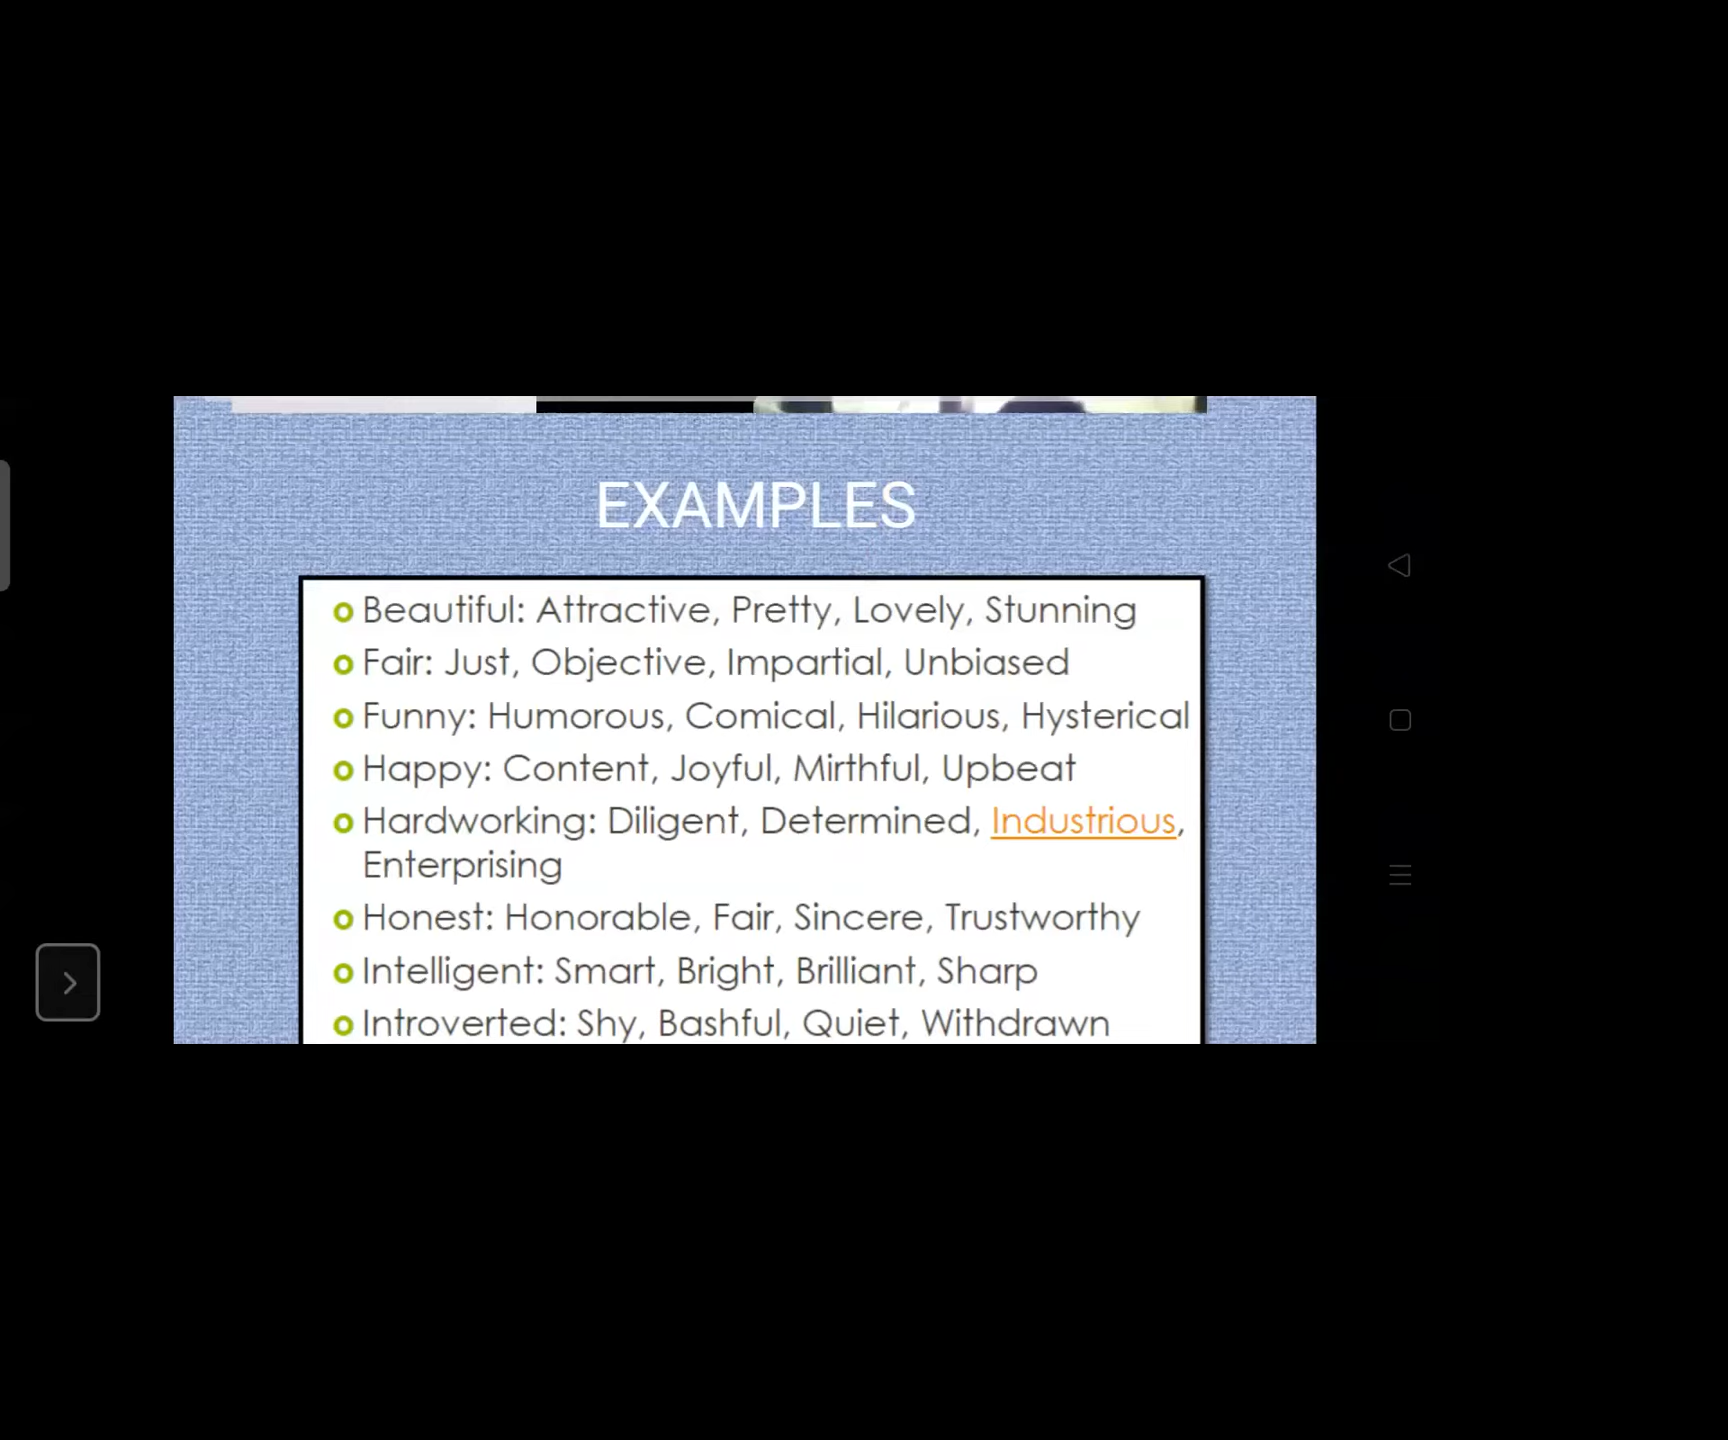 EXAMPLES
Beautiful: Attractive, Pretty, Lovely, Stunning
Fair: Just, Objective, Impartial, Unbiased
Funny: Humorous, Comical, Hilarious, Hysterical
Happy: Content, Joyful, Mirthful, Upbeat
Hardworking: Diligent, Determined, Industrious,
Enterprising
Honest: Honorable, Fair, Sincere, Trustworthy
Intelligent: Smart, Bright, Brilliant, Sharp
Introverted: Shy, Bashful, Quiet, Withdrawn